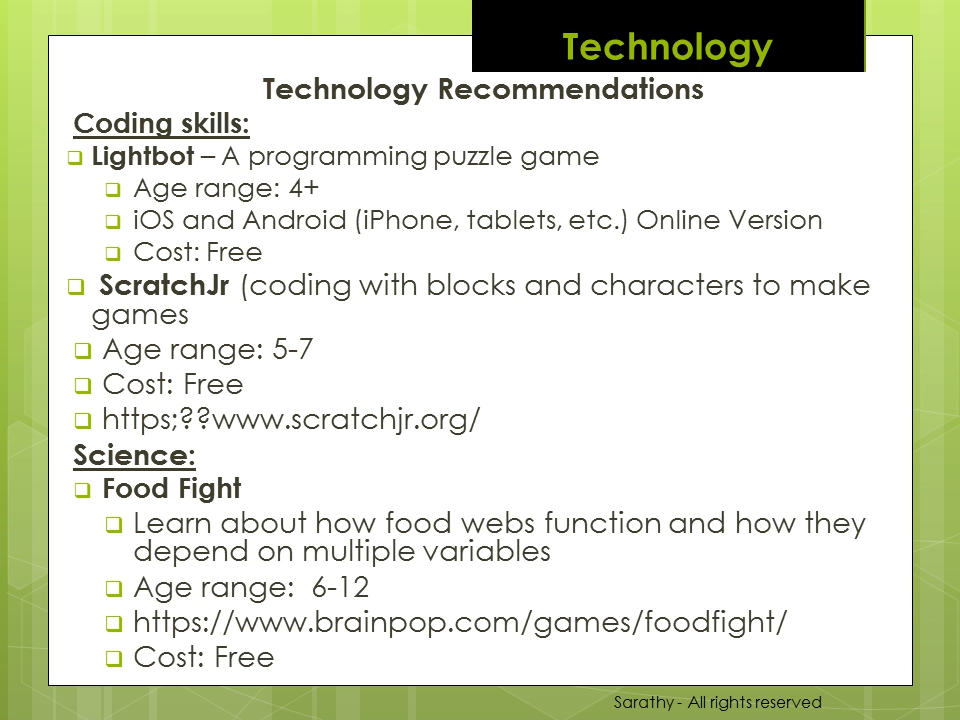 Technology
Technology Recommendations
Coding skills:
Lightbot – A programming puzzle game
Age range: 4+
iOS and Android (iPhone, tablets, etc.) Online Version
Cost: Free
ScratchJr (coding with blocks and characters to make
games
Age range: 5-7
Cost: Free
https;??www.scratchjr.org/
Science:
Food Fight
Learn about how food webs function and how they
depend on multiple variables
Age range:  6-12
https://www.brainpop.com/games/foodfight/
Cost: Free
Sarathy - All rights reserved